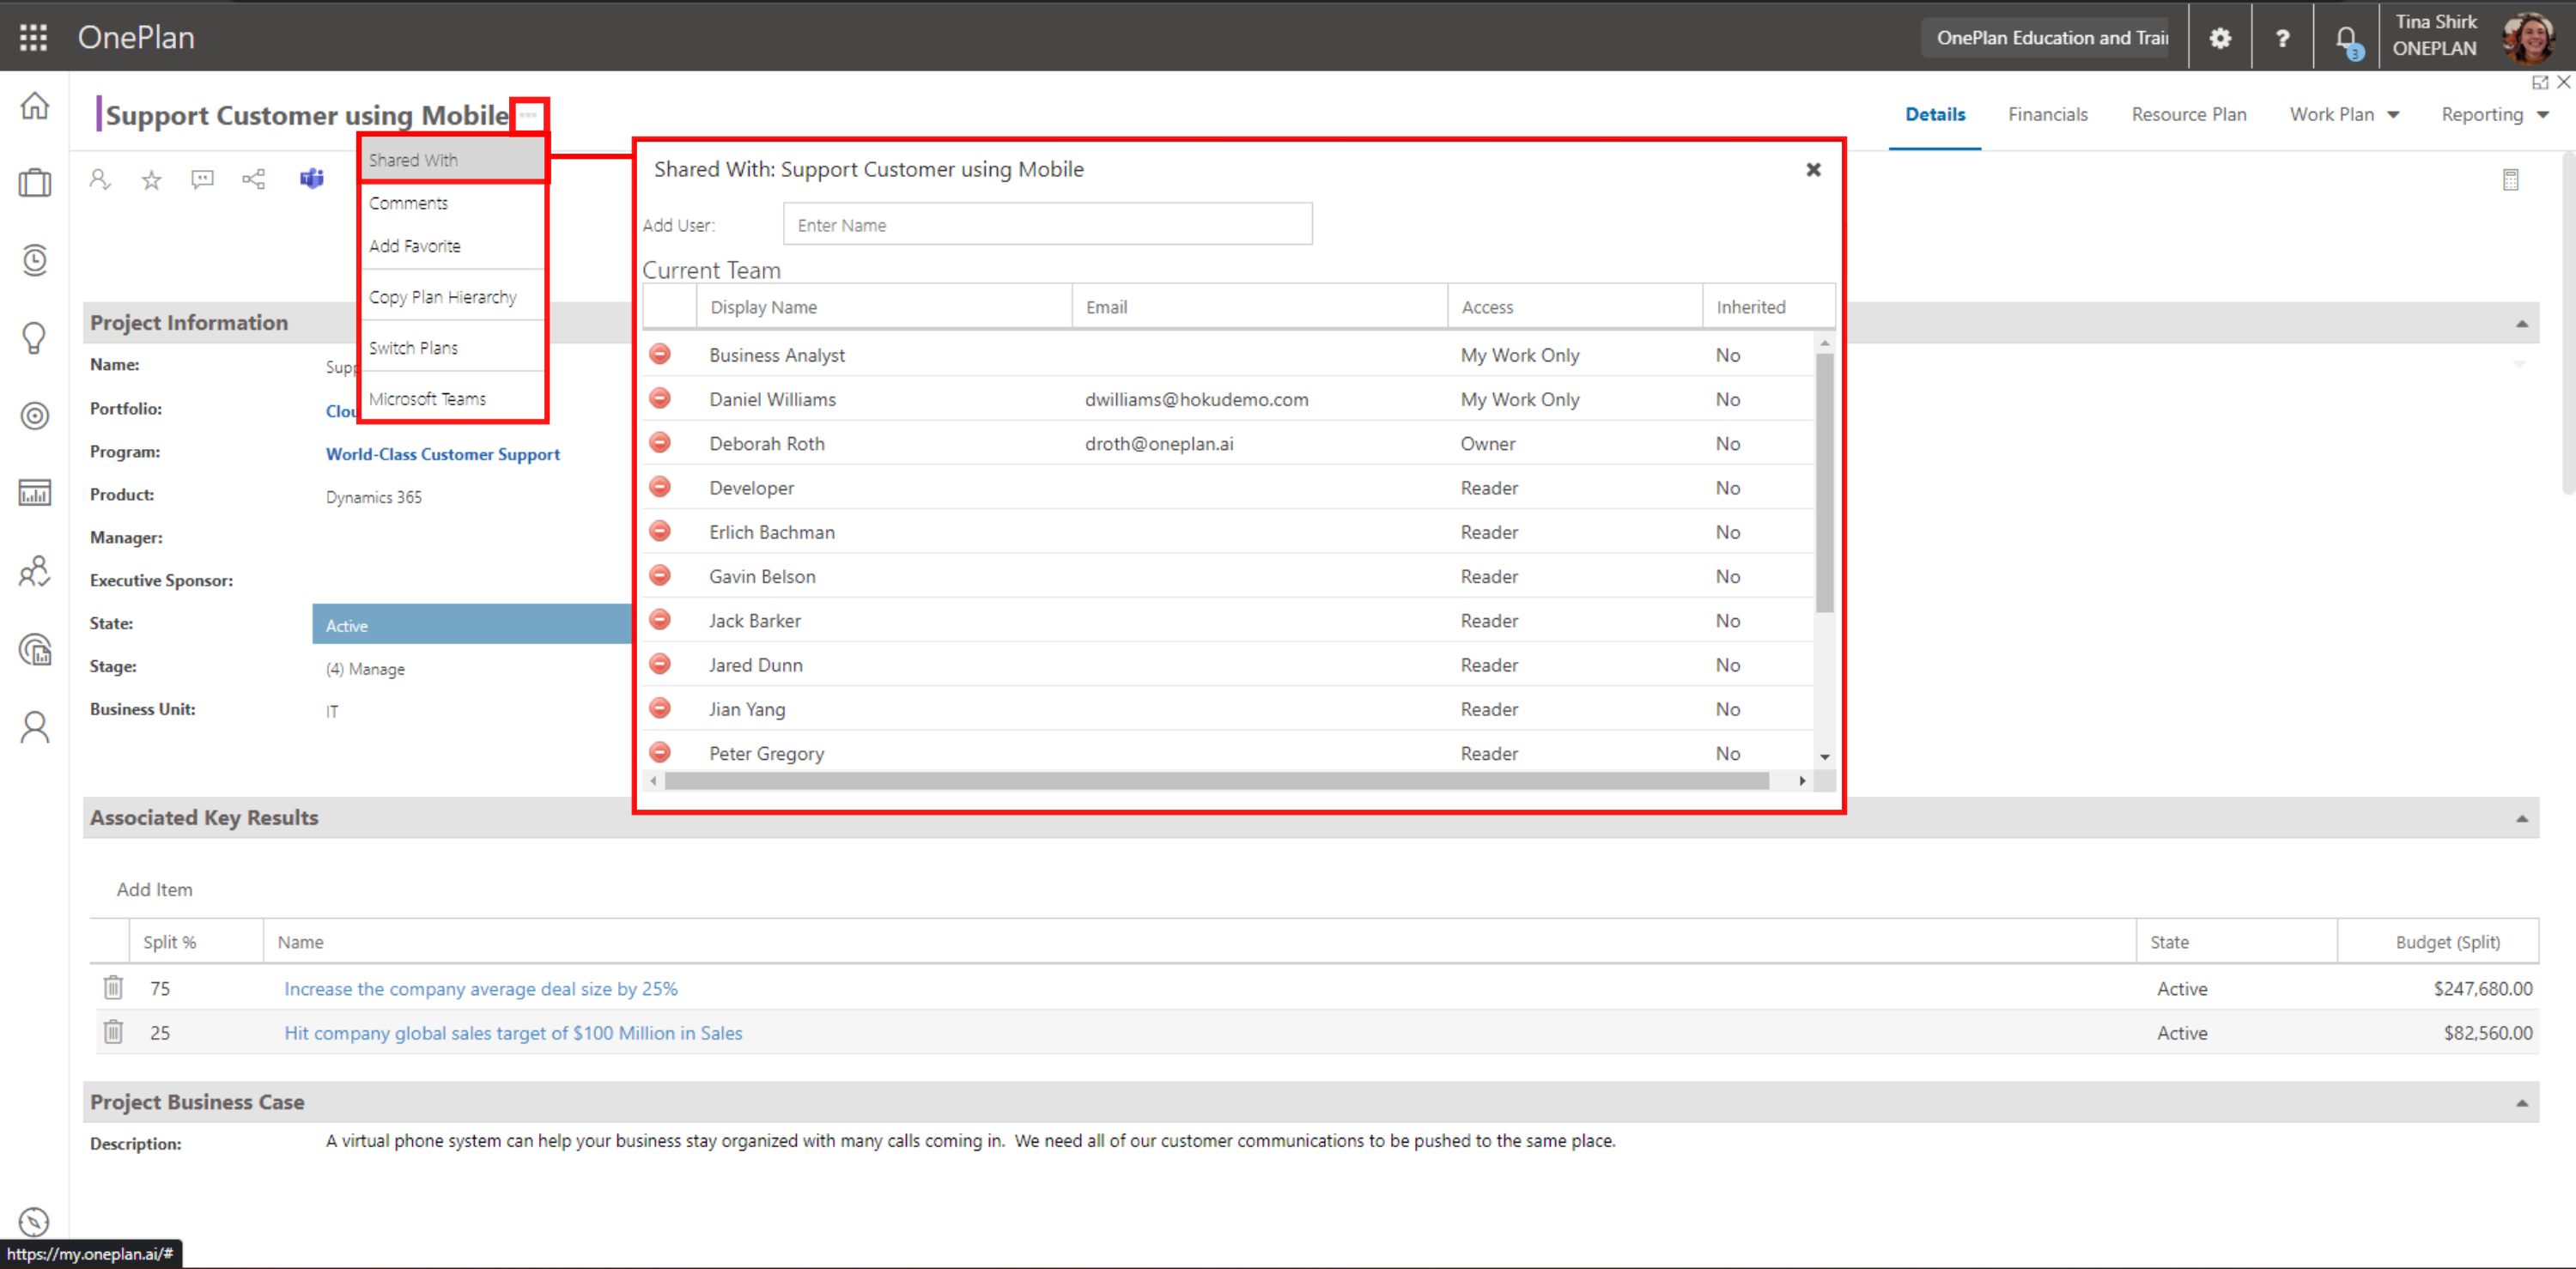 OnePlan
OnePlan Education and Trai
?
3
Tina Shirk
ONEPLAN
Support Customer using Mobile
Details
Financials
Resource Plan
Work Plan
Reporting
Shared With
Comments
Add Favorite
Copy Plan Hierarchy
Switch Plans
Microsoft Teams
Shared With: Support Customer using Mobile
Add User:
Enter Name
Current Team
Display Name Email Access Inherited
Business Analyst My Work Only No
Daniel Williams dwilliams@hokudemo.com My Work Only No
Deborah Roth droth@oneplan.ai Owner No
Developer Reader No
Erlich Bachman Reader No
Gavin Belson Reader No
Jack Barker Reader No
Jared Dunn Reader No
Jian Yang Reader No
Peter Gregory Reader No
Project Information
Name: Supp
Portfolio: Clou
Program: World-Class Customer Support
Product: Dynamics 365
Manager:
Executive Sponsor:
State: Active
Stage: (4) Manage
Business Unit: IT
Associated Key Results
Add Item
Split % Name State Budget (Split)
75 Increase the company average deal size by 25% Active $247,680.00
25 Hit company global sales target of $100 Million in Sales Active $82,560.00
Project Business Case
Description: A virtual phone system can help your business stay organized with many calls coming in. We need all of our customer communications to be pushed to the same place.
https://my.oneplan.ai/#